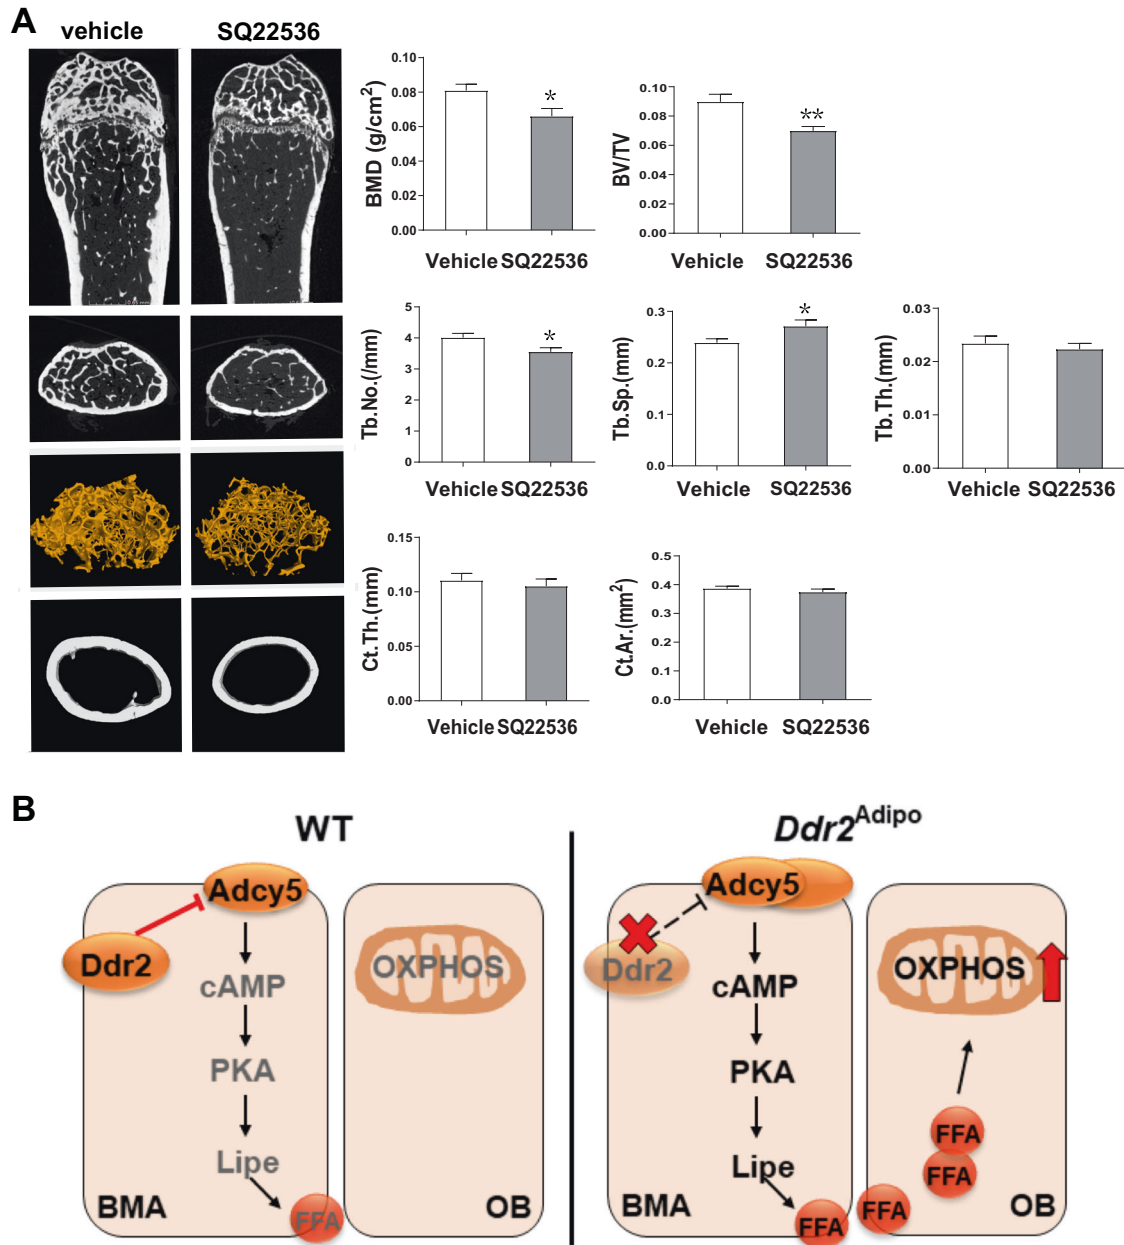 A
vehicle
SQ22536
BMD (g/cm²)
0.10
0.08
0.06
0.04
0.02
0.00
*
Vehicle SQ22536
BV/TV
0.10
0.08
0.06
0.04
0.02
0.00
**
Vehicle SQ22536
Tb.No.(/mm)
5
4
3
2
1
0
*
Vehicle SQ22536
Tb.Sp.(mm)
0.3
0.2
0.1
0.0
*
Vehicle SQ22536
Tb.Th.(mm)
0.03
0.02
0.01
0.00
Vehicle SQ22536
Ct.Th.(mm)
0.15
0.10
0.05
0.00
Vehicle SQ22536
Ct.Ar.(mm²)
0.5
0.4
0.3
0.2
0.1
0.0
Vehicle SQ22536
B
WT
Adcy5
Ddr2
cAMP
PKA
Lipe
FFA
BMA
OXPHOS
OB
Ddr2Adipo
Adcy5
Ddr2
cAMP
PKA
Lipe
FFA
BMA
OXPHOS
FFA
FFA
FFA
OB